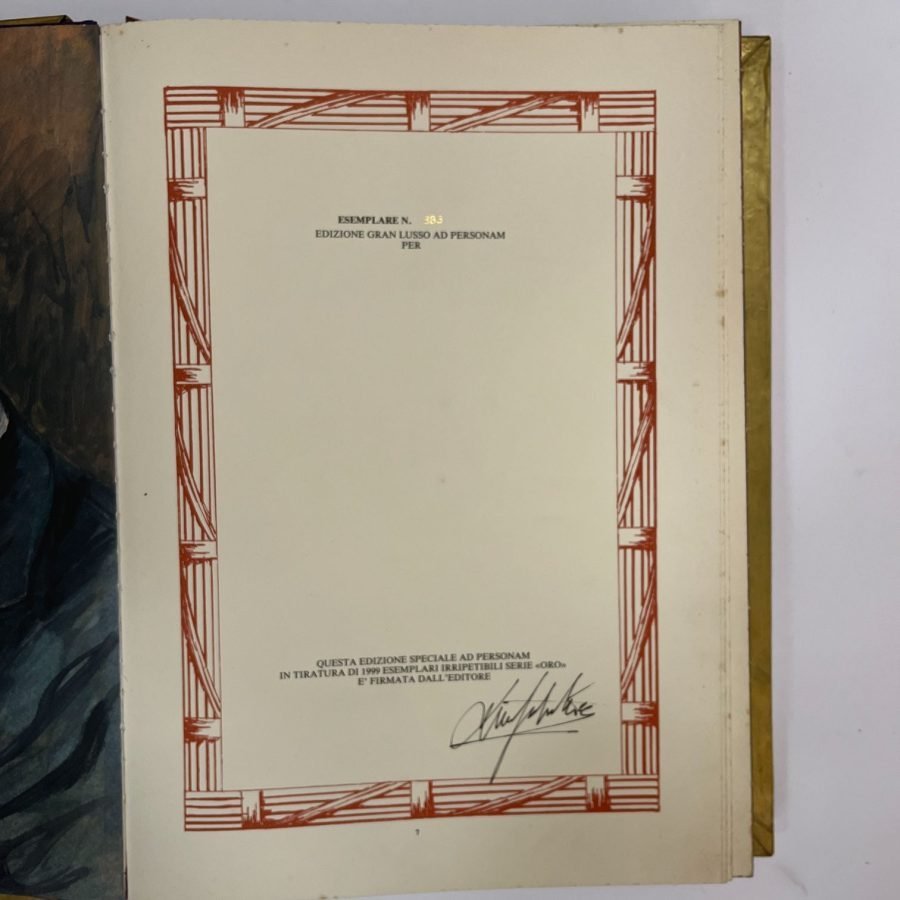 ESEMPLARE N. 383
EDIZIONE GRAN LUSSO AD PERSONAM
PER
QUESTA EDIZIONE SPECIALE AD PERSONAM
IN TIRATURA DI 1999 ESEMPLARI IRRIPETIBILI SERIE «ORO»
E' FIRMATA DALL'EDITORE
7